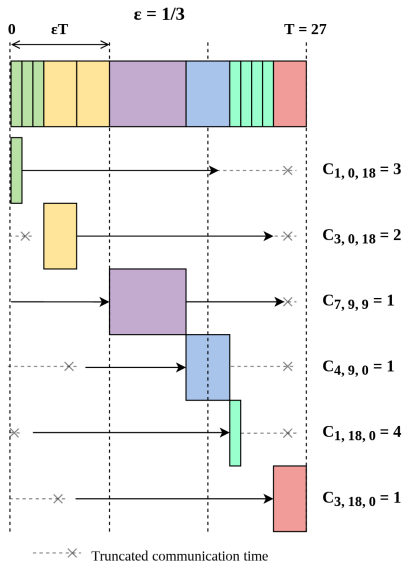 ε = 1/3
0 εT T = 27
C1, 0, 18 = 3
C3, 0, 18 = 2
C7, 9, 9 = 1
C4, 9, 0 = 1
C1, 18, 0 = 4
C3, 18, 0 = 1
Truncated communication time